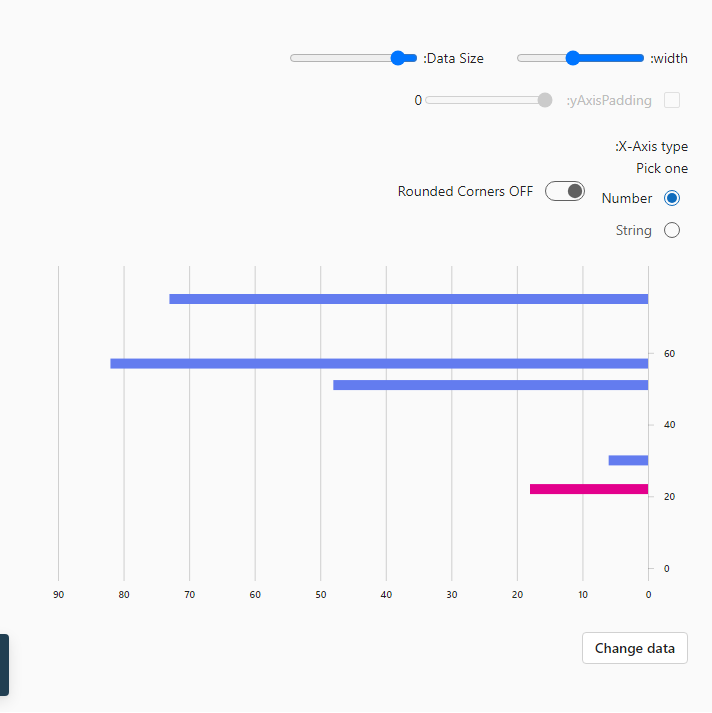 :width
:Data Size
:yAxisPadding
0
:X-Axis type
Pick one
Number
Rounded Corners OFF
String
60
40
20
0
90 80 70 60 50 40 30 20 10 0
Change data